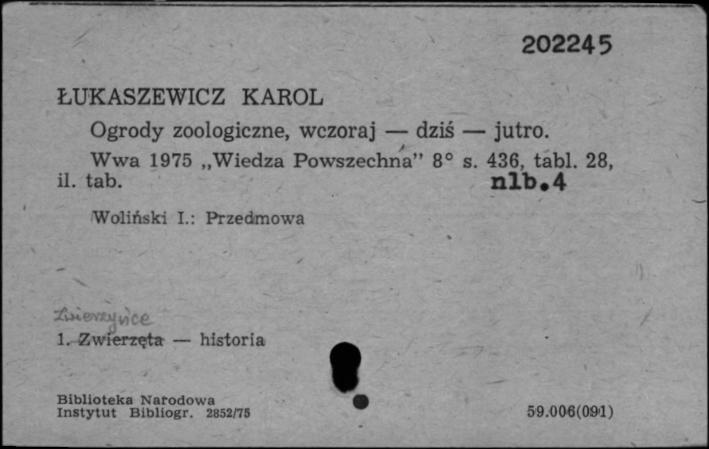 202245
ŁUKASZEWICZ KAROL
Ogrody zoologiczne, wczoraj — dziś — jutro.
Wwa 1975 „Wiedza Powszechna” 8° s. 436, tabl. 28,
il. tab. nlb.4
Woliński I.: Przedmowa
Zwierzyńce
1. Zwierzęta — historia
Biblioteka Narodowa
Instytut Bibliogr. 2852/75
59.006(091)